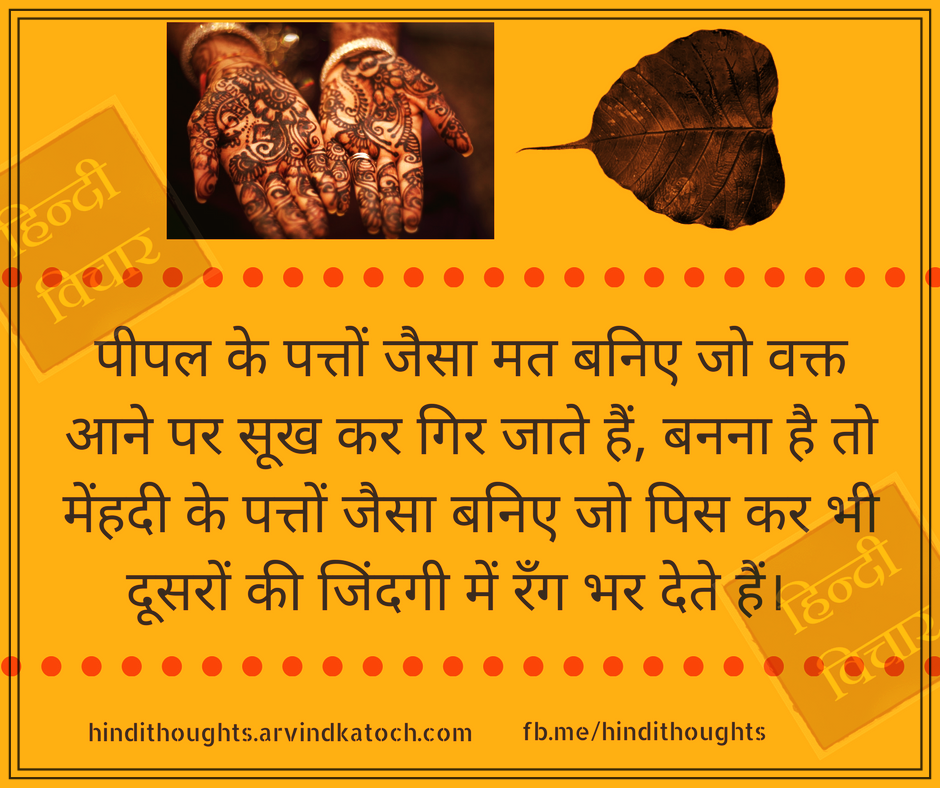 हिन्दी
विचार
पीपल के पत्तों जैसा मत बनिए जो वक्त
आने पर सूख कर गिर जाते हैं, बनना है तो
मेंहदी के पत्तों जैसा बनिए जो पिस कर भी
दूसरों की जिंदगी में रँग भर देते हैं।
हिन्दी
विचार
hindithoughts.arvindkatoch.com
fb.me/hindithoughts